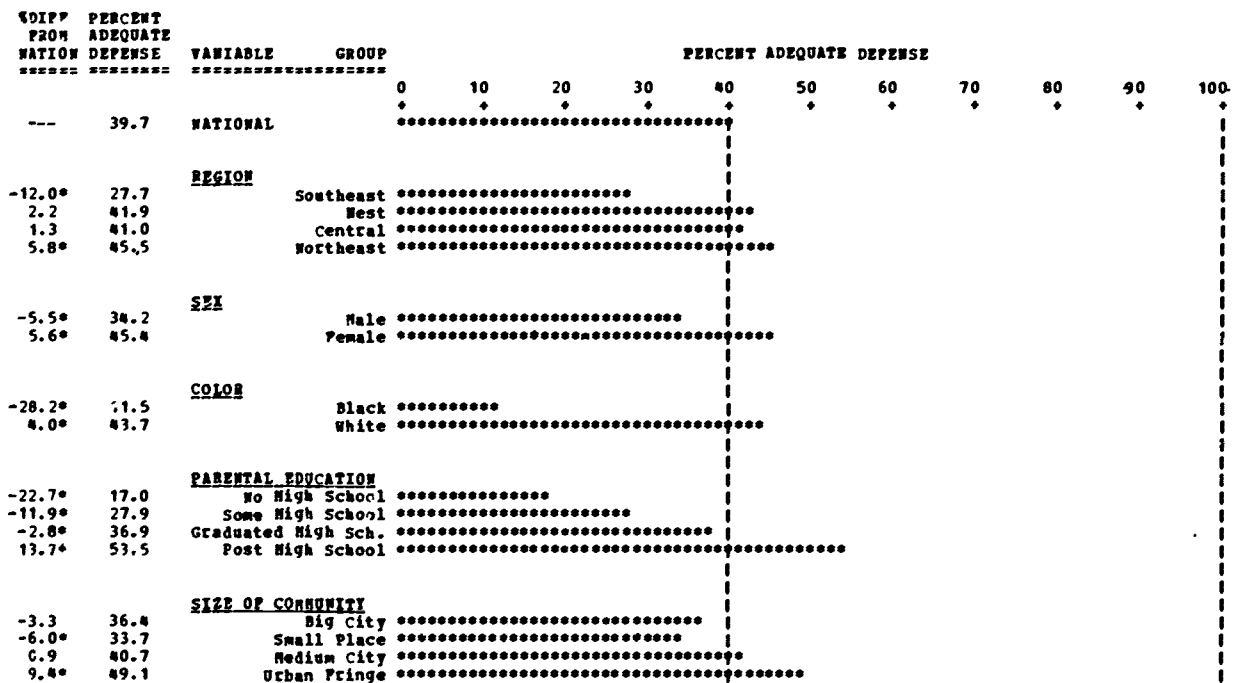 %DIFF PERCENT
FROM ADEQUATE
NATION DEFENSE VARIABLE GROUP PERCENT ADEQUATE DEFENSE
====== ======== ====================
0 10 20 30 40 50 60 70 80 90 100
--- 39.7 NATIONAL
REGION
-12.0* 27.7 Southeast
2.2 41.9 West
1.3 41.0 Central
5.8* 45.5 Northeast
SEX
-5.5* 34.2 Male
5.6* 45.4 Female
COLOR
-28.2* 11.5 Black
4.0* 43.7 White
PARENTAL EDUCATION
-22.7* 17.0 No High School
-11.9* 27.9 Some High School
-2.8* 36.9 Graduated High Sch.
13.7* 53.5 Post High School
SIZE OF COMMUNITY
-3.3 36.4 Big City
-6.0* 33.7 Small Place
0.9 40.7 Medium City
9.4* 49.1 Urban Fringe